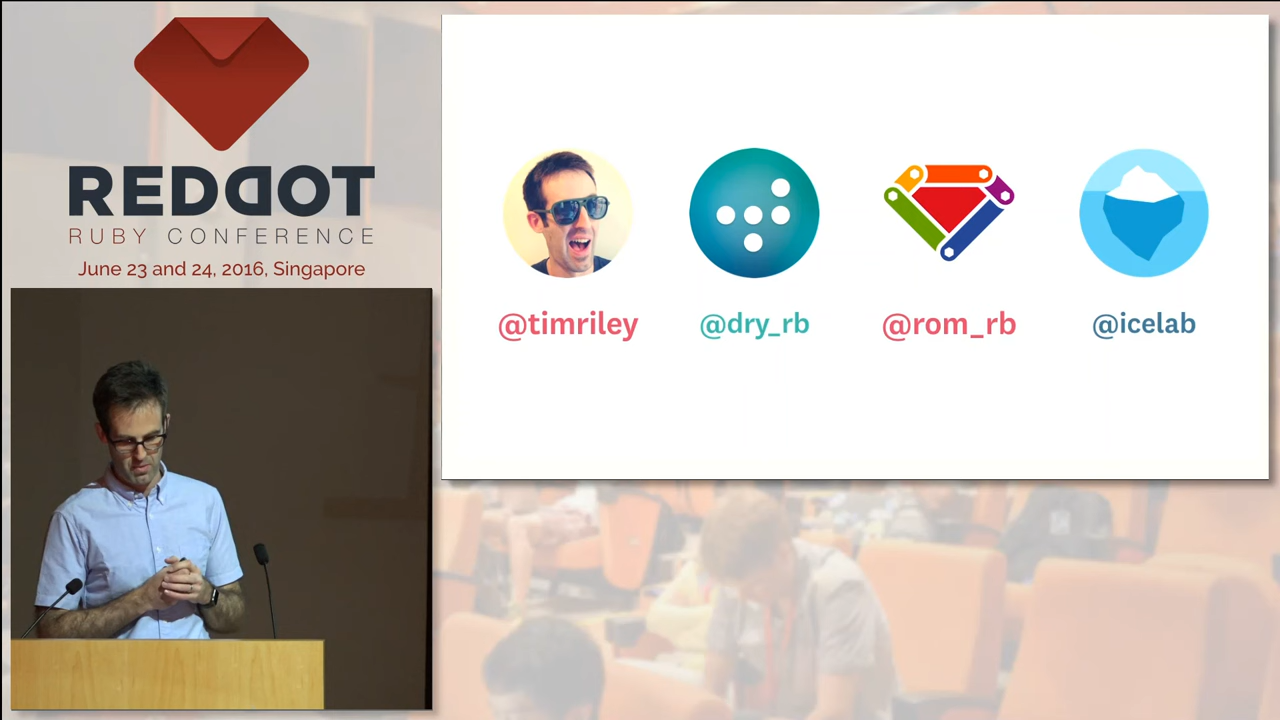 REDDOT
RUBY CONFERENCE
June 23 and 24, 2016, Singapore
@timriley
@dry_rb
@rom_rb
@icelab